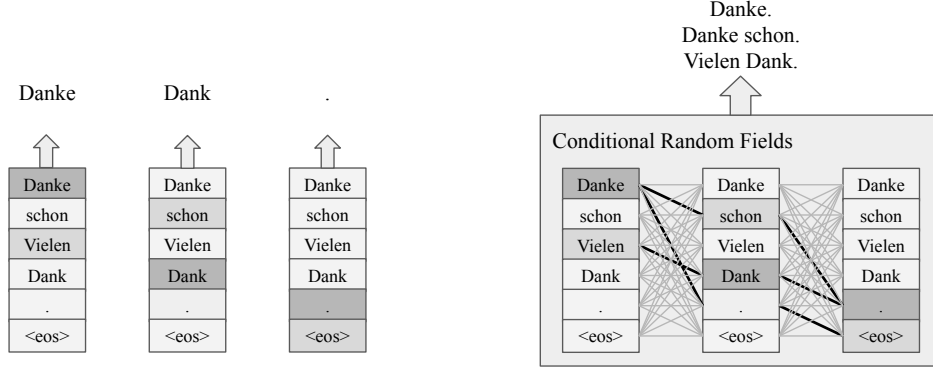 Danke Dank .
Danke Danke Danke
schon schon schon
Vielen Vielen Vielen
Dank Dank Dank
. . .
<eos> <eos> <eos>
Danke.
Danke schon.
Vielen Dank.
Conditional Random Fields
Danke Danke Danke
schon schon schon
Vielen Vielen Vielen
Dank Dank Dank
. . .
<eos> <eos> <eos>